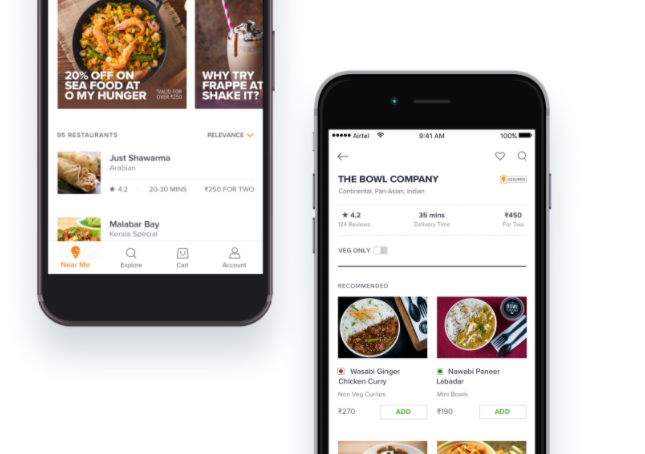 20% OFF ON
SEA FOOD AT
O MY HUNGER
*VALID FOR
OVER ₹350
WHY TRY
FRAPPE AT
SHAKE IT?
95 RESTAURANTS
RELEVANCE
Just Shawarma
Arabian
★ 4.2 · 20-30 MINS ₹250 FOR TWO
Malabar Bay
Kerala Special
Near Me Explore Cart Account
Airtel 9:41 AM 100%
THE BOWL COMPANY
ASSURED
Continental, Pan-Asian, Indian
★ 4.2 35 mins ₹450
124 Reviews Delivery Time For Two
VEG ONLY
RECOMMENDED
Wasabi Ginger
Chicken Curry
Non Veg Curries
₹270 ADD
Nawabi Paneer
Labadar
Mini Bowls
₹190 ADD